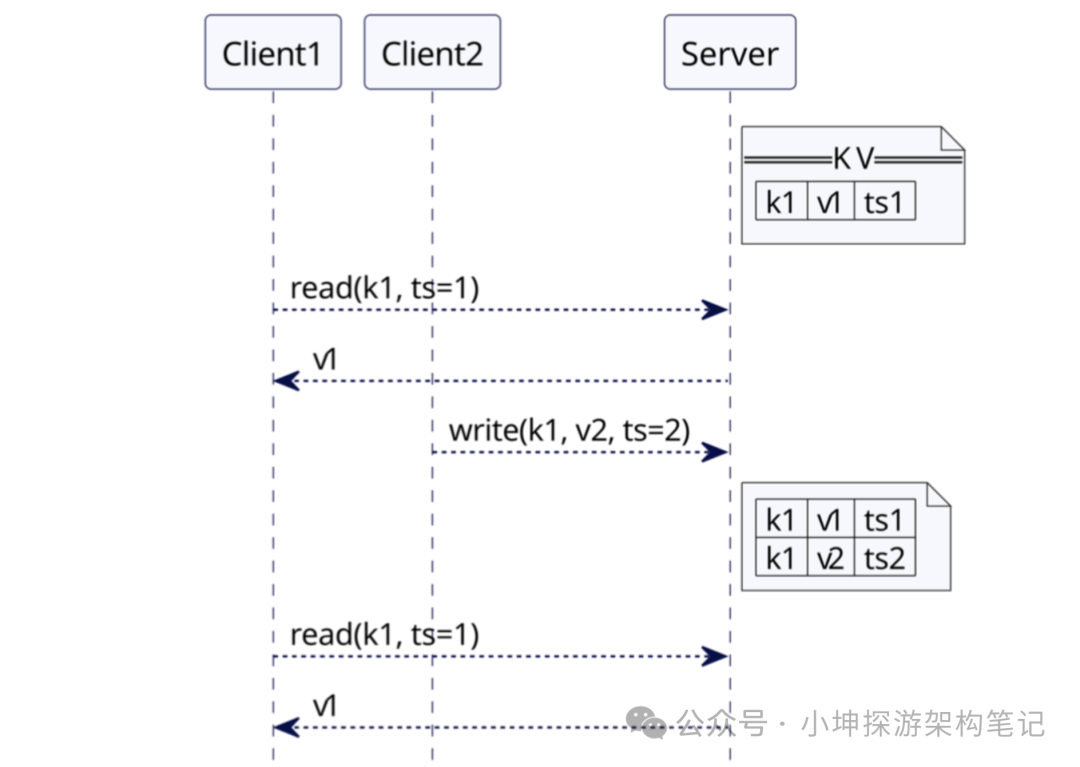 Client1 Client2 Server
K V
k1 v1 ts1
read(k1, ts=1)
v1
write(k1, v2, ts=2)
k1 v1 ts1
k1 v2 ts2
read(k1, ts=1)
v1
公众号 · 小坤探游架构笔记